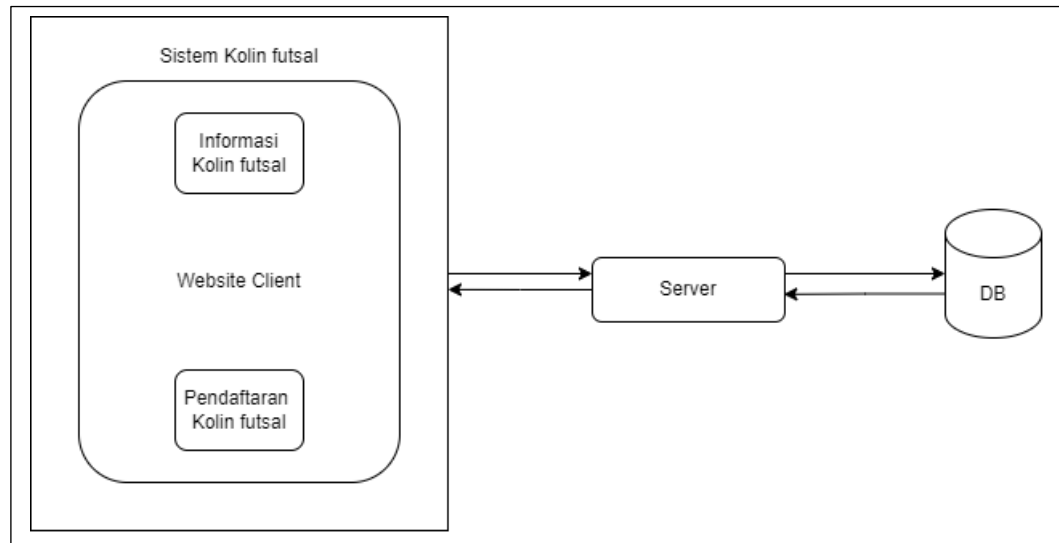 Sistem Kolin futsal
Informasi
Kolin futsal
Website Client
Pendaftaran
Kolin futsal
Server
DB